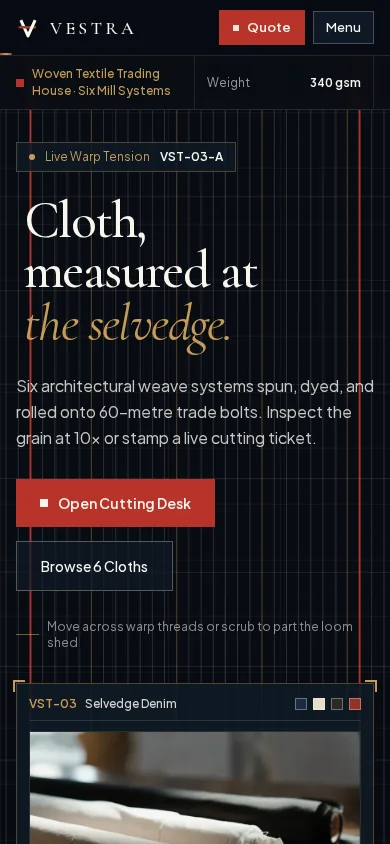 VESTRA
Quote
Menu
Woven Textile Trading
House · Six Mill Systems
Weight
340 gsm
Live Warp Tension VST-03-A
Cloth,
measured at
the selvedge.
Six architectural weave systems spun, dyed, and
rolled onto 60–metre trade bolts. Inspect the
grain at 10× or stamp a live cutting ticket.
Open Cutting Desk
Browse 6 Cloths
Move across warp threads or scrub to part the loom
shed
VST-03 Selvedge Denim